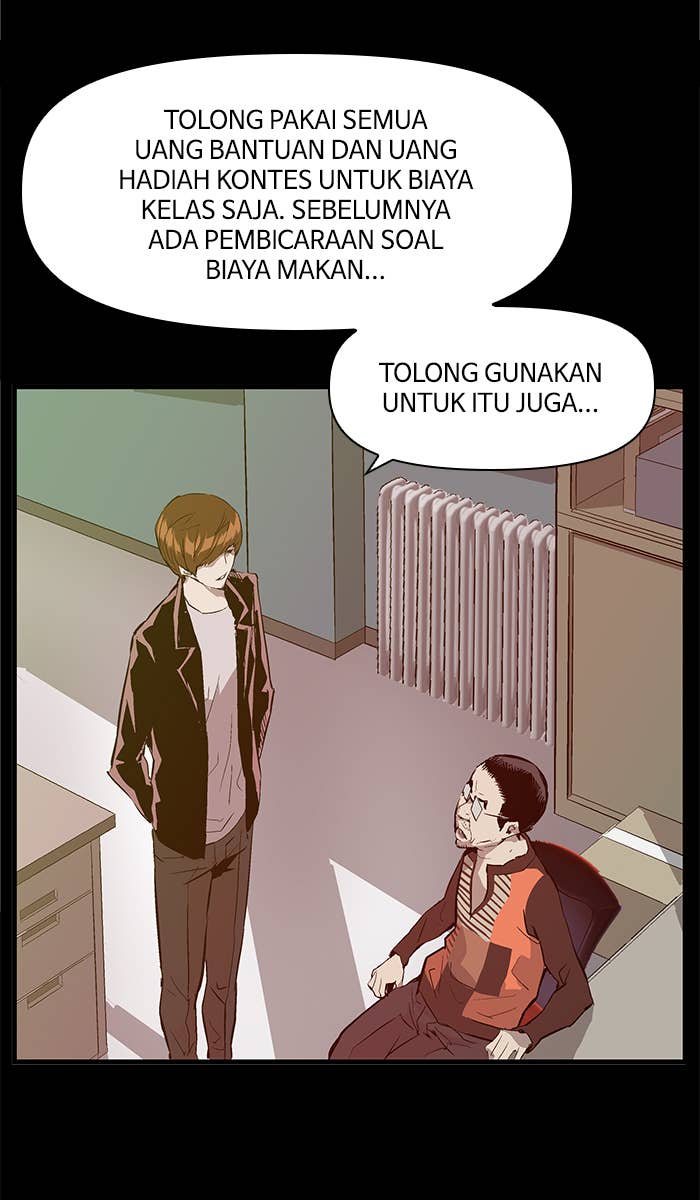 TOLONG PAKAI SEMUA
UANG BANTUAN DAN UANG
HADIAH KONTES UNTUK BIAYA
KELAS SAJA. SEBELUMNYA
ADA PEMBICARAAN SOAL
BIAYA MAKAN...
TOLONG GUNAKAN
UNTUK ITU JUGA...